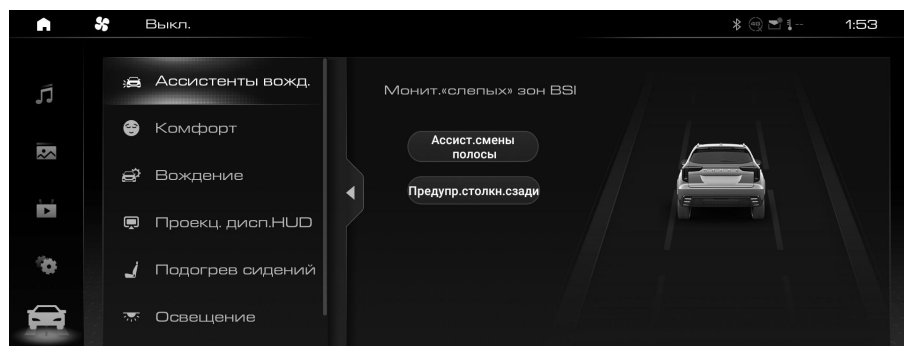 Выкл.
1:53
Ассистенты вожд.
Комфорт
Вождение
Проекц. дисп.HUD
Подогрев сидений
Освещение
Монит.«слепых» зон BSI
Ассист.смены
полосы
Предупр.столкн.сзади